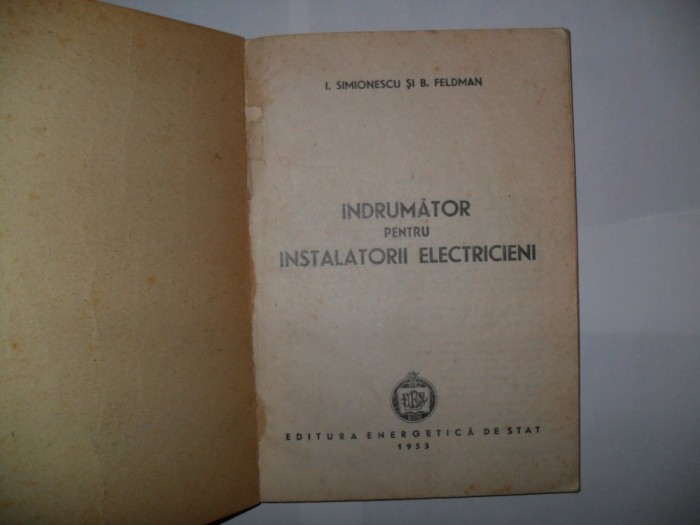 I. SIMIONESCU ŞI B. FELDMAN
INDRUMĂTOR
PENTRU
INSTALATORII ELECTRICIENI
EDITURA ENERGETICĂ DE STAT
1953